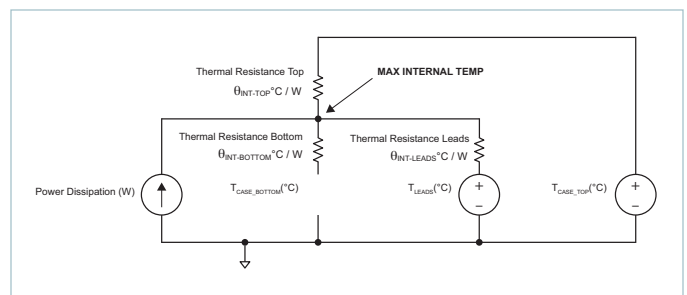 Thermal Resistance Top
θINT-TOP°C / W
MAX INTERNAL TEMP
Thermal Resistance Bottom
θINT-BOTTOM°C / W
Thermal Resistance Leads
θINT-LEADS°C / W
Power Dissipation (W)
TCASE_BOTTOM(°C)
TLEADS(°C)
+
–
TCASE_TOP(°C)
+
–